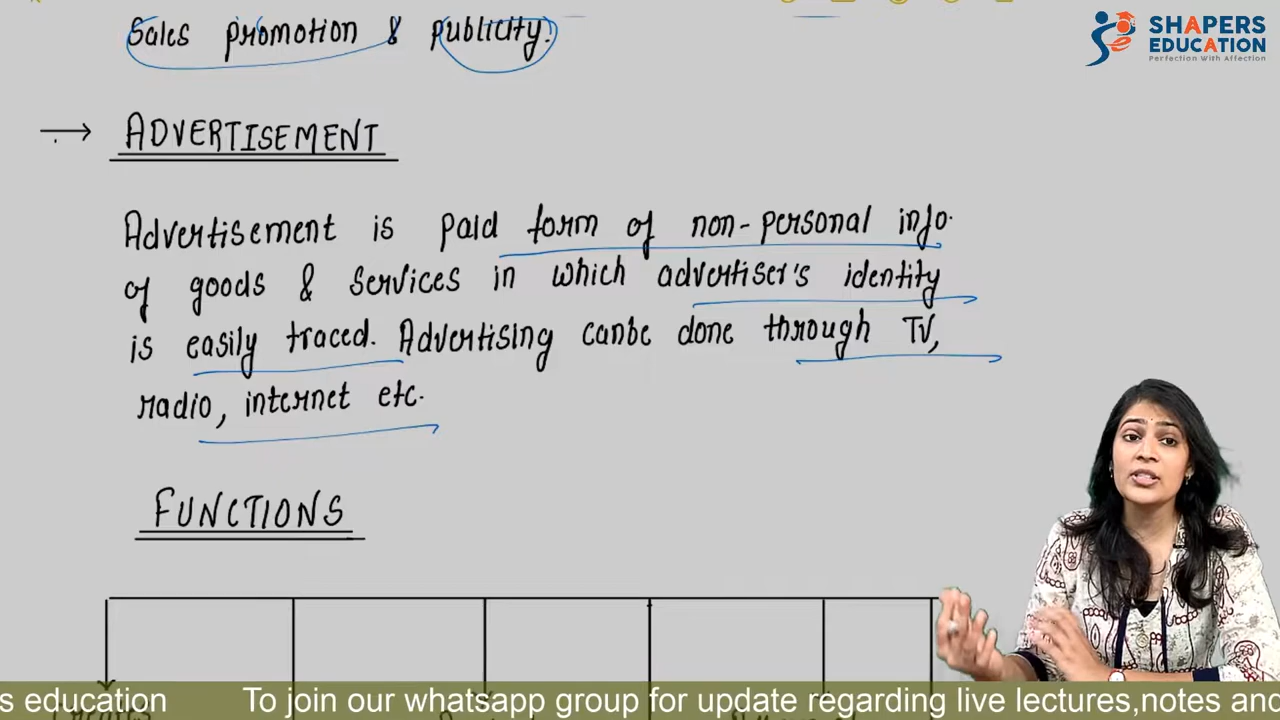 Sales promotion & publicity.
SHAPERS
EDUCATION
Perfection With Affection
→ ADVERTISEMENT
Advertisement is paid form of non-personal info.
of goods & services in which advertiser's identity
is easily traced. Advertising canbe done through TV,
radio, internet etc.
FUNCTIONS
s education To join our whatsapp group for update regarding live lectures,notes and